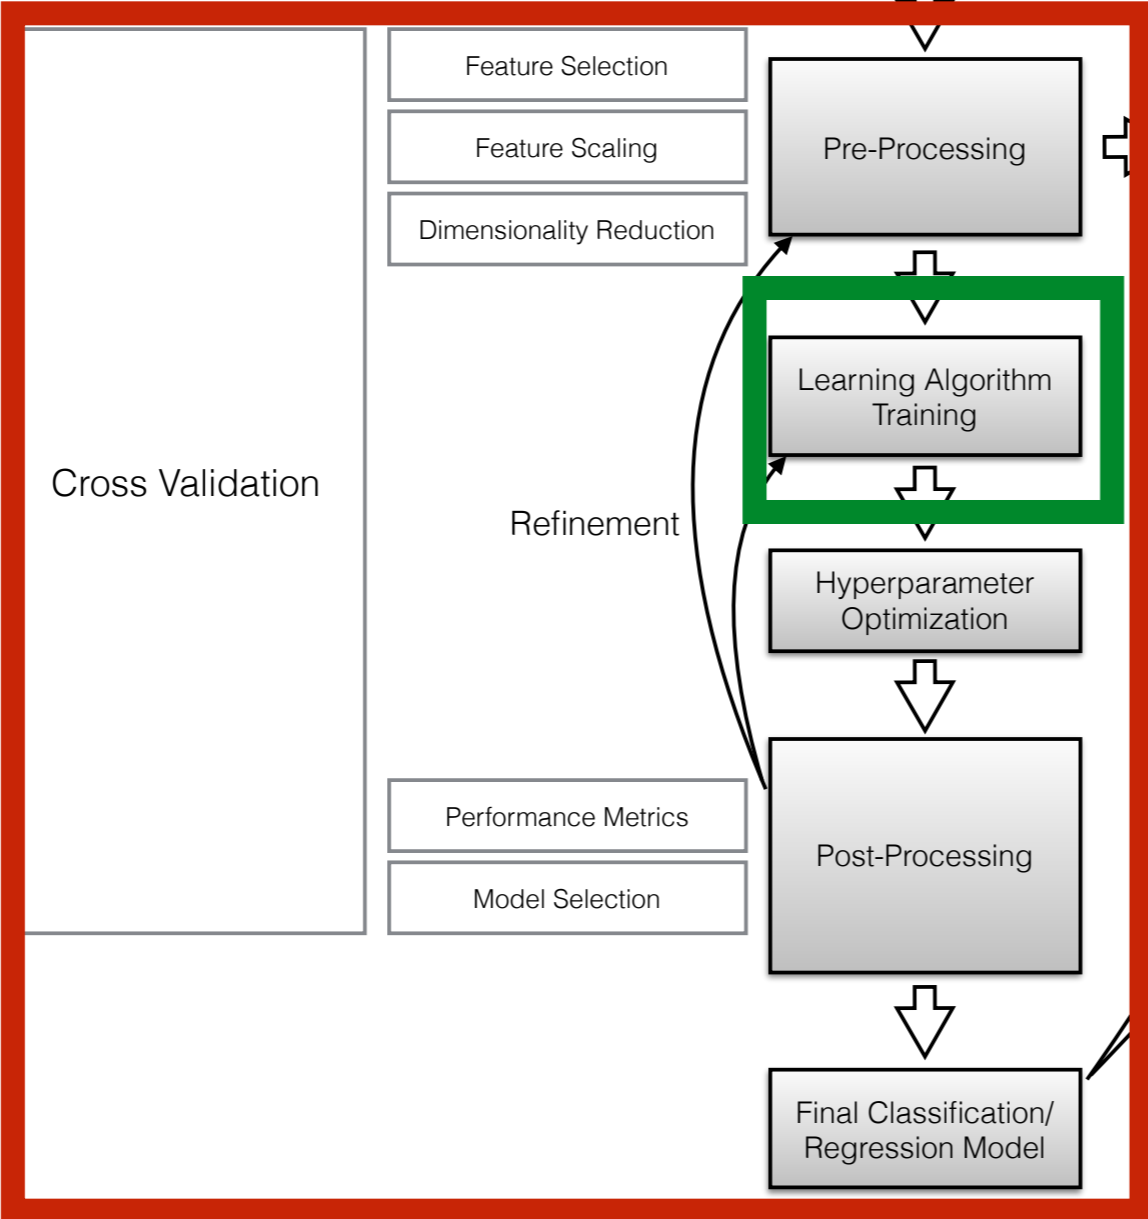 Feature Selection
Feature Scaling
Dimensionality Reduction
Pre-Processing
Learning Algorithm
Training
Cross Validation
Refinement
Hyperparameter
Optimization
Performance Metrics
Model Selection
Post-Processing
Final Classification/
Regression Model